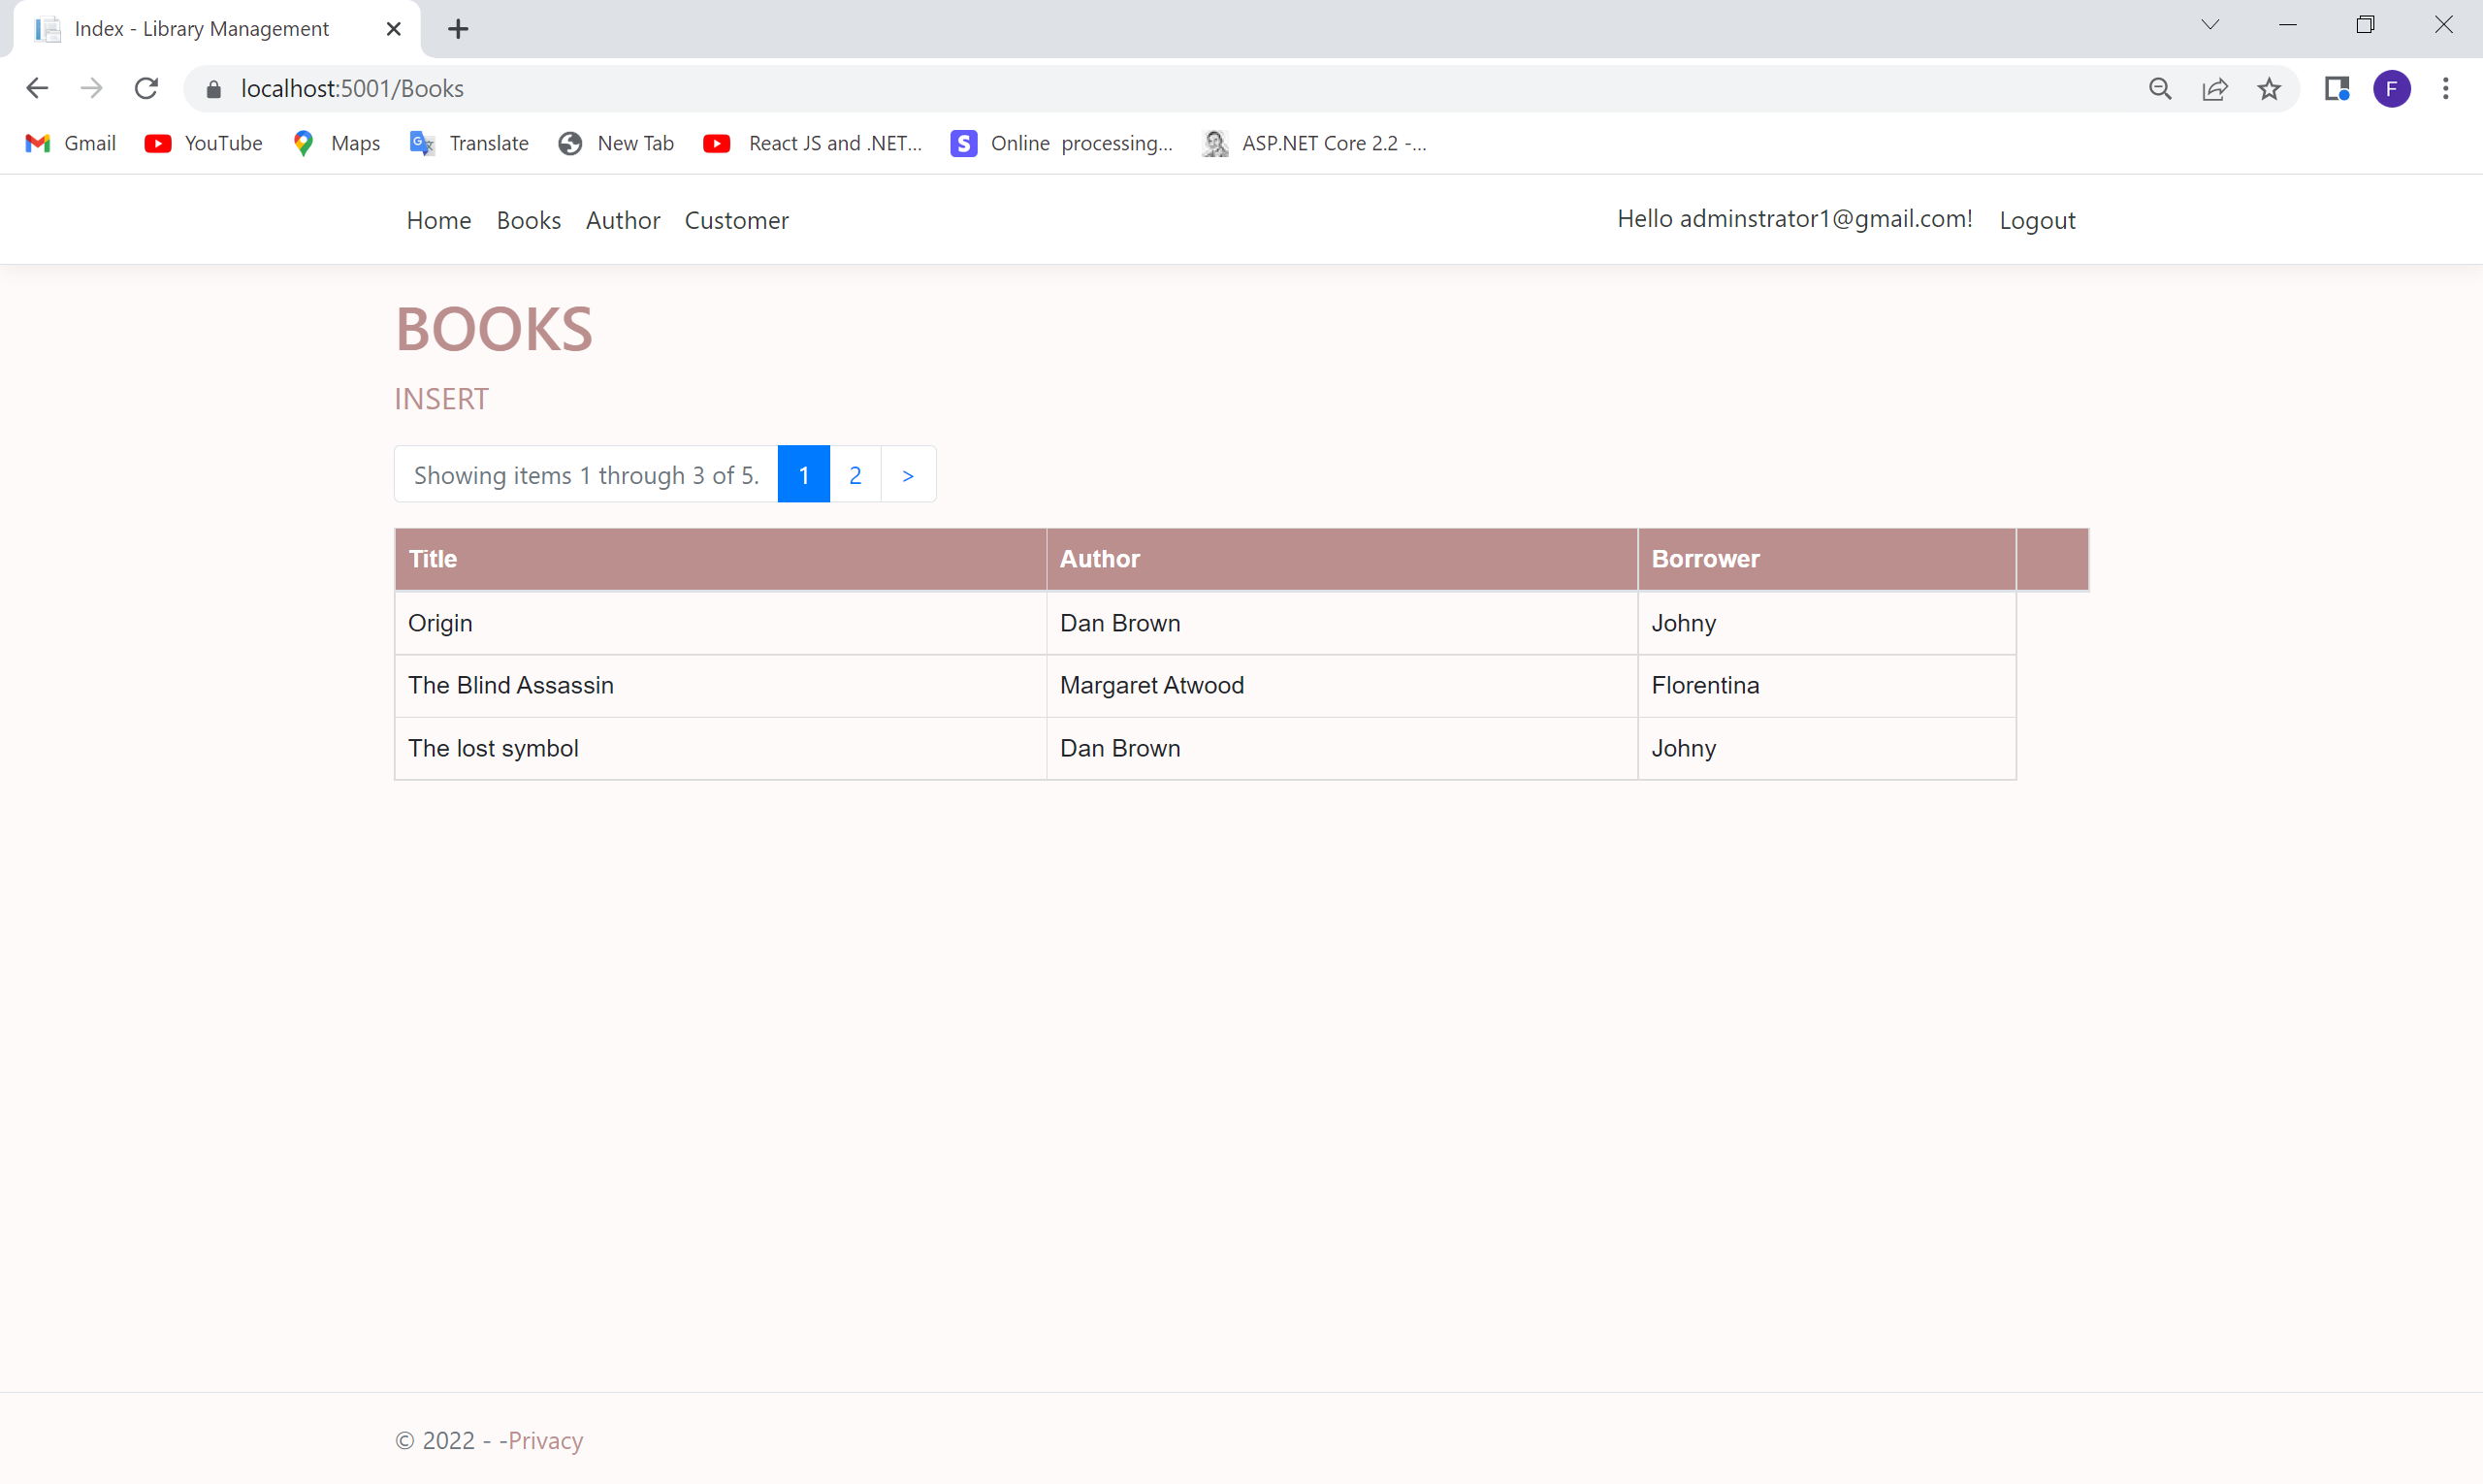 Index - Library Management
localhost:5001/Books
F
Gmail YouTube Maps Translate New Tab React JS and .NET... Online processing... ASP.NET Core 2.2 -...
Home Books Author Customer Hello adminstrator1@gmail.com! Logout
BOOKS
INSERT
Showing items 1 through 3 of 5. 1 2 >
Title Author Borrower
Origin Dan Brown Johny
The Blind Assassin Margaret Atwood Florentina
The lost symbol Dan Brown Johny
© 2022 - -Privacy